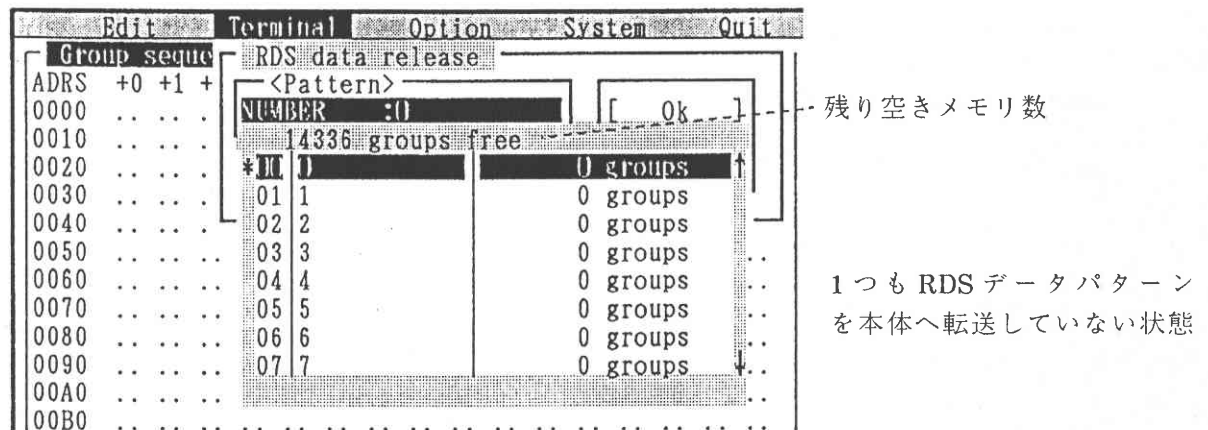 Edit Terminal Option System Quit
Group seque RDS data release
ADRS +0 +1 + <Pattern>
0000 .. .. . NUMBER :0 [ Ok ] 残り空きメモリ数
0010 .. .. . 14336 groups free
0020 .. .. . *00 0 0 groups ↑
0030 .. .. . 01 1 0 groups
0040 .. .. . 02 2 0 groups
0050 .. .. .. 03 3 0 groups ..
0060 .. .. .. 04 4 0 groups ..
0070 .. .. .. 05 5 0 groups ..
0080 .. .. .. 06 6 0 groups ..
0090 .. .. .. 07 7 0 groups ↓..
00A0 .. .. .. ..
00B0 .. .. .. .. .. .. .. .. .. .. .. .. .. .. .. ..
1つも RDS データパターン
を本体へ転送していない状態